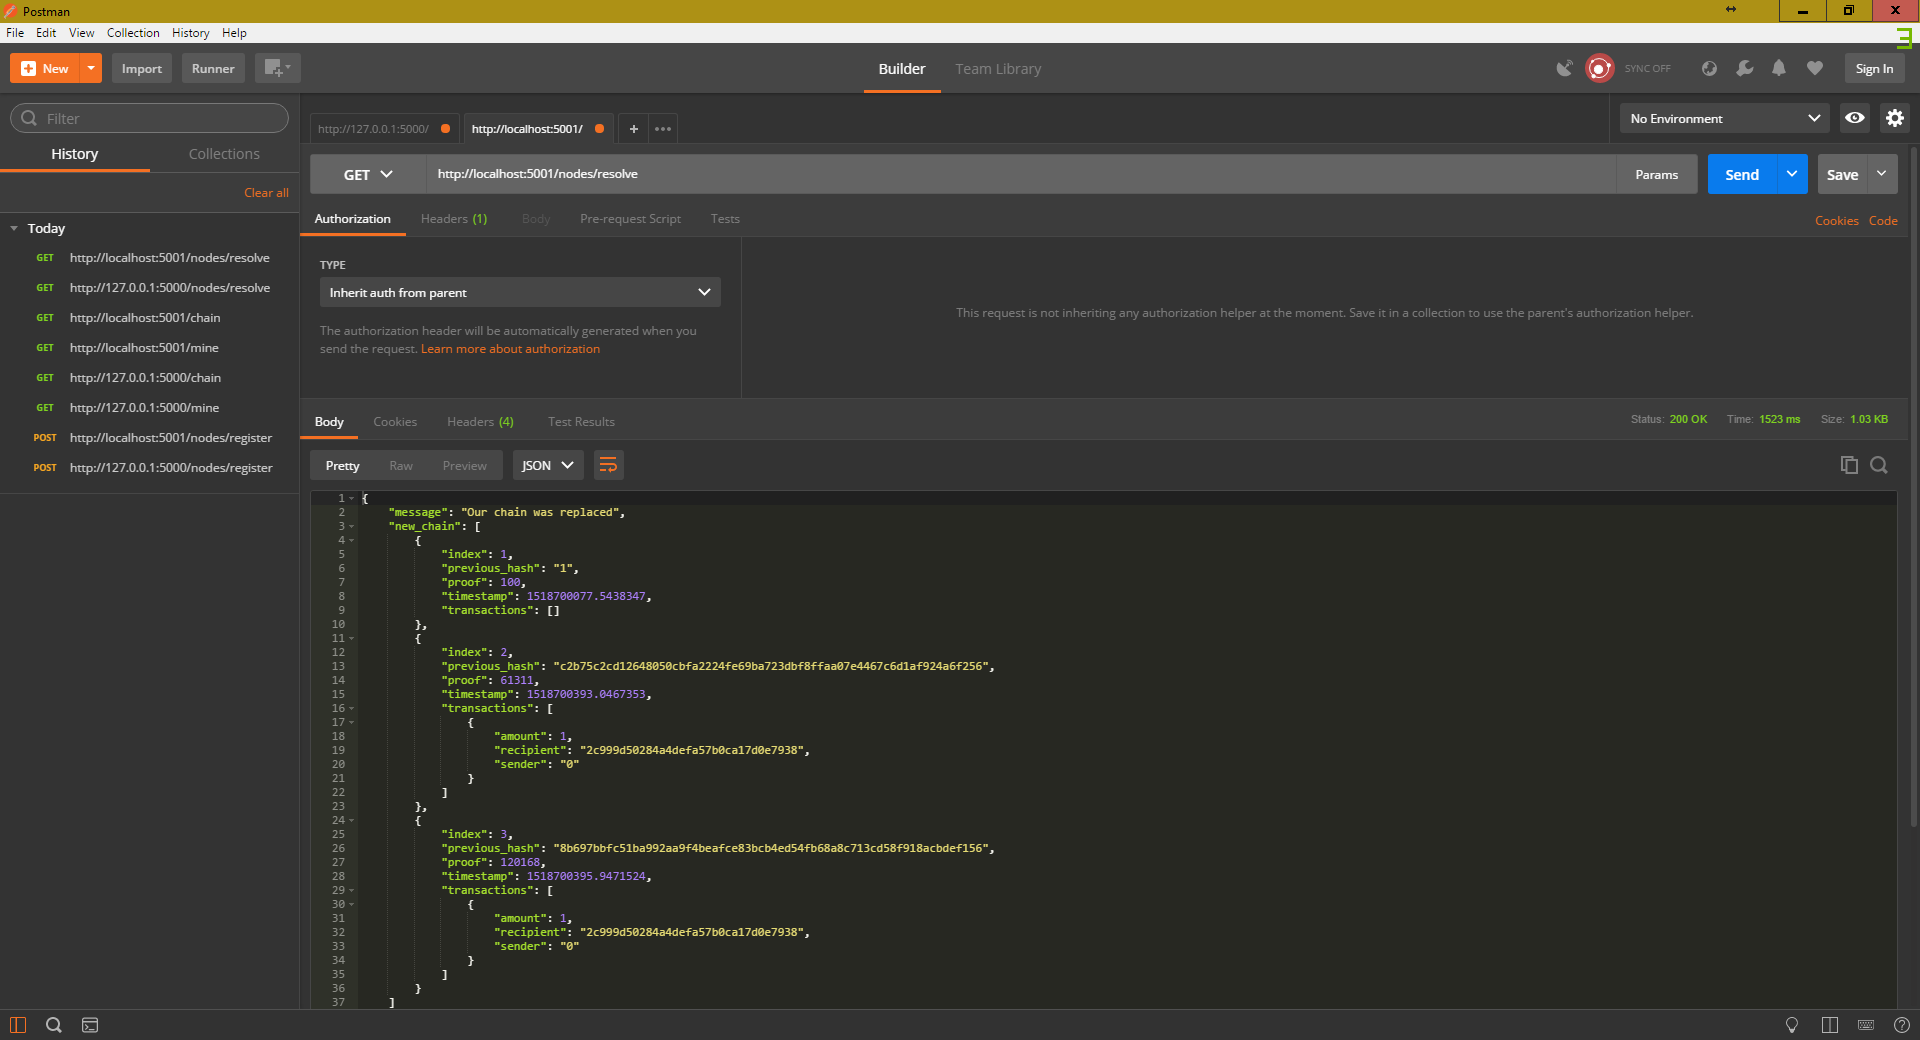 Postman
File Edit View Collection History Help
New Import Runner Builder Team Library SYNC OFF Sign In
Filter
History Collections
Clear all
Today
GET http://localhost:5001/nodes/resolve
GET http://127.0.0.1:5000/nodes/resolve
GET http://localhost:5001/chain
GET http://localhost:5001/mine
GET http://127.0.0.1:5000/chain
GET http://127.0.0.1:5000/mine
POST http://localhost:5001/nodes/register
POST http://127.0.0.1:5000/nodes/register
http://127.0.0.1:5000/ http://localhost:5001/ + ••• No Environment
GET http://localhost:5001/nodes/resolve Params Send Save
Authorization Headers (1) Body Pre-request Script Tests Cookies Code
TYPE
Inherit auth from parent
The authorization header will be automatically generated when you
send the request. Learn more about authorization
This request is not inheriting any authorization helper at the moment. Save it in a collection to use the parent's authorization helper.
Body Cookies Headers (4) Test Results Status: 200 OK Time: 1523 ms Size: 1.03 KB
Pretty Raw Preview JSON
1 {
2 "message": "Our chain was replaced",
3 "new_chain": [
4 {
5 "index": 1,
6 "previous_hash": "1",
7 "proof": 100,
8 "timestamp": 1518700077.5438347,
9 "transactions": []
10 },
11 {
12 "index": 2,
13 "previous_hash": "c2b75c2cd12648050cbfa2224fe69ba723dbf8ffaa07e4467c6d1af924a6f256",
14 "proof": 61311,
15 "timestamp": 1518700393.0467353,
16 "transactions": [
17 {
18 "amount": 1,
19 "recipient": "2c999d50284a4defa57b0ca17d0e7938",
20 "sender": "0"
21 }
22 ]
23 },
24 {
25 "index": 3,
26 "previous_hash": "8b697bbfc51ba992aa9f4beafce83bcb4ed54fb68a8c713cd58f918acbdef156",
27 "proof": 120168,
28 "timestamp": 1518700395.9471524,
29 "transactions": [
30 {
31 "amount": 1,
32 "recipient": "2c999d50284a4defa57b0ca17d0e7938",
33 "sender": "0"
34 }
35 ]
36 }
37 ]